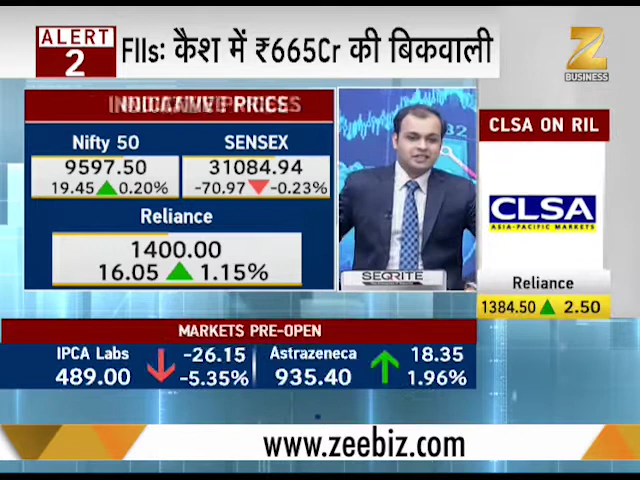 ALERT
2
FIIs: कैश में ₹665Cr की बिकवाली
Z
BUSINESS
Nifty 50
SENSEX
9597.50
31084.94
19.45 0.20%
-70.97 -0.23%
Reliance
1400.00
16.05 1.15%
32
SEQRITE
CLSA ON RIL
CLSA
ASIA-PACIFIC MARKETS
Reliance
1384.50 2.50
MARKETS PRE-OPEN
IPCA Labs
-26.15
489.00
-5.35%
Astrazeneca
18.35
935.40
1.96%
www.zeebiz.com